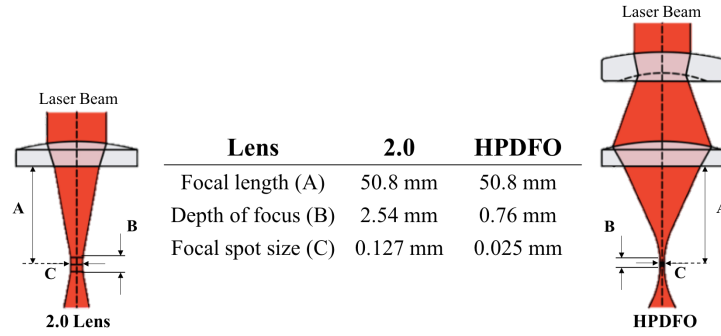 Laser Beam
A
B
C
2.0 Lens
Lens 2.0 HPDFO
Focal length (A) 50.8 mm 50.8 mm
Depth of focus (B) 2.54 mm 0.76 mm
Focal spot size (C) 0.127 mm 0.025 mm
Laser Beam
A
B
C
HPDFO